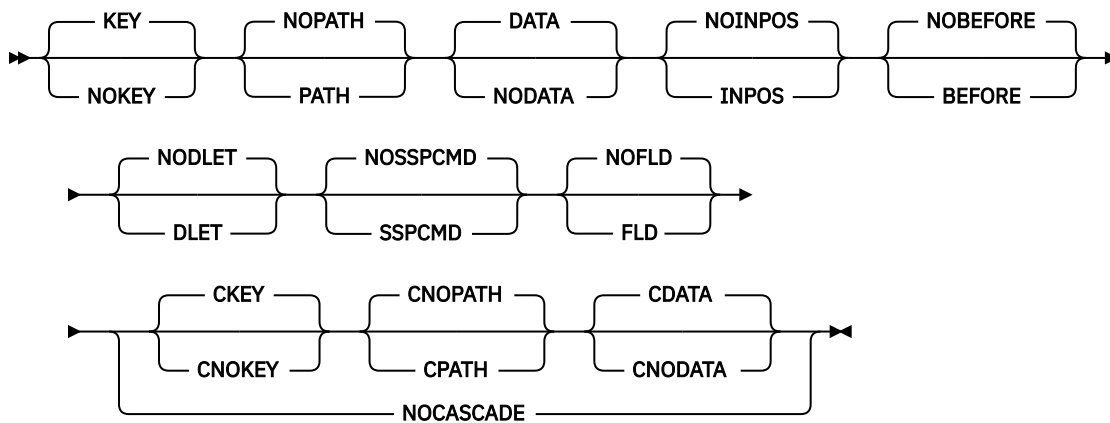 KEY NOPATH DATA NOINPOS NOBEFORE
NOKEY PATH NODATA INPOS BEFORE
NODLET NOSSPCMD NOFLD
DLET SSPCMD FLD
CKEY CNOPATH CDATA
CNOKEY CPATH CNODATA
NOCASCADE